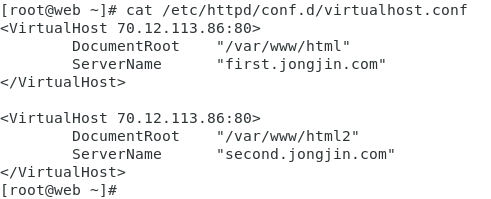 [root@web ~]# cat /etc/httpd/conf.d/virtualhost.conf
<VirtualHost 70.12.113.86:80>
        DocumentRoot    "/var/www/html"
        ServerName      "first.jongjin.com"
</VirtualHost>

<VirtualHost 70.12.113.86:80>
        DocumentRoot    "/var/www/html2"
        ServerName      "second.jongjin.com"
</VirtualHost>
[root@web ~]#